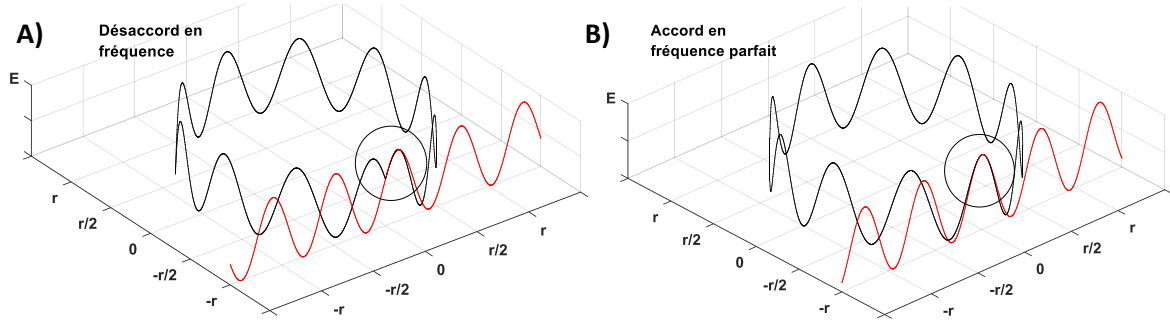 A)
Désaccord en
fréquence
E
r
r/2
0
-r/2
-r
-r
-r/2
0
r/2
r
B)
Accord en
fréquence parfait
E
r
r/2
0
-r/2
-r
-r
-r/2
0
r/2
r